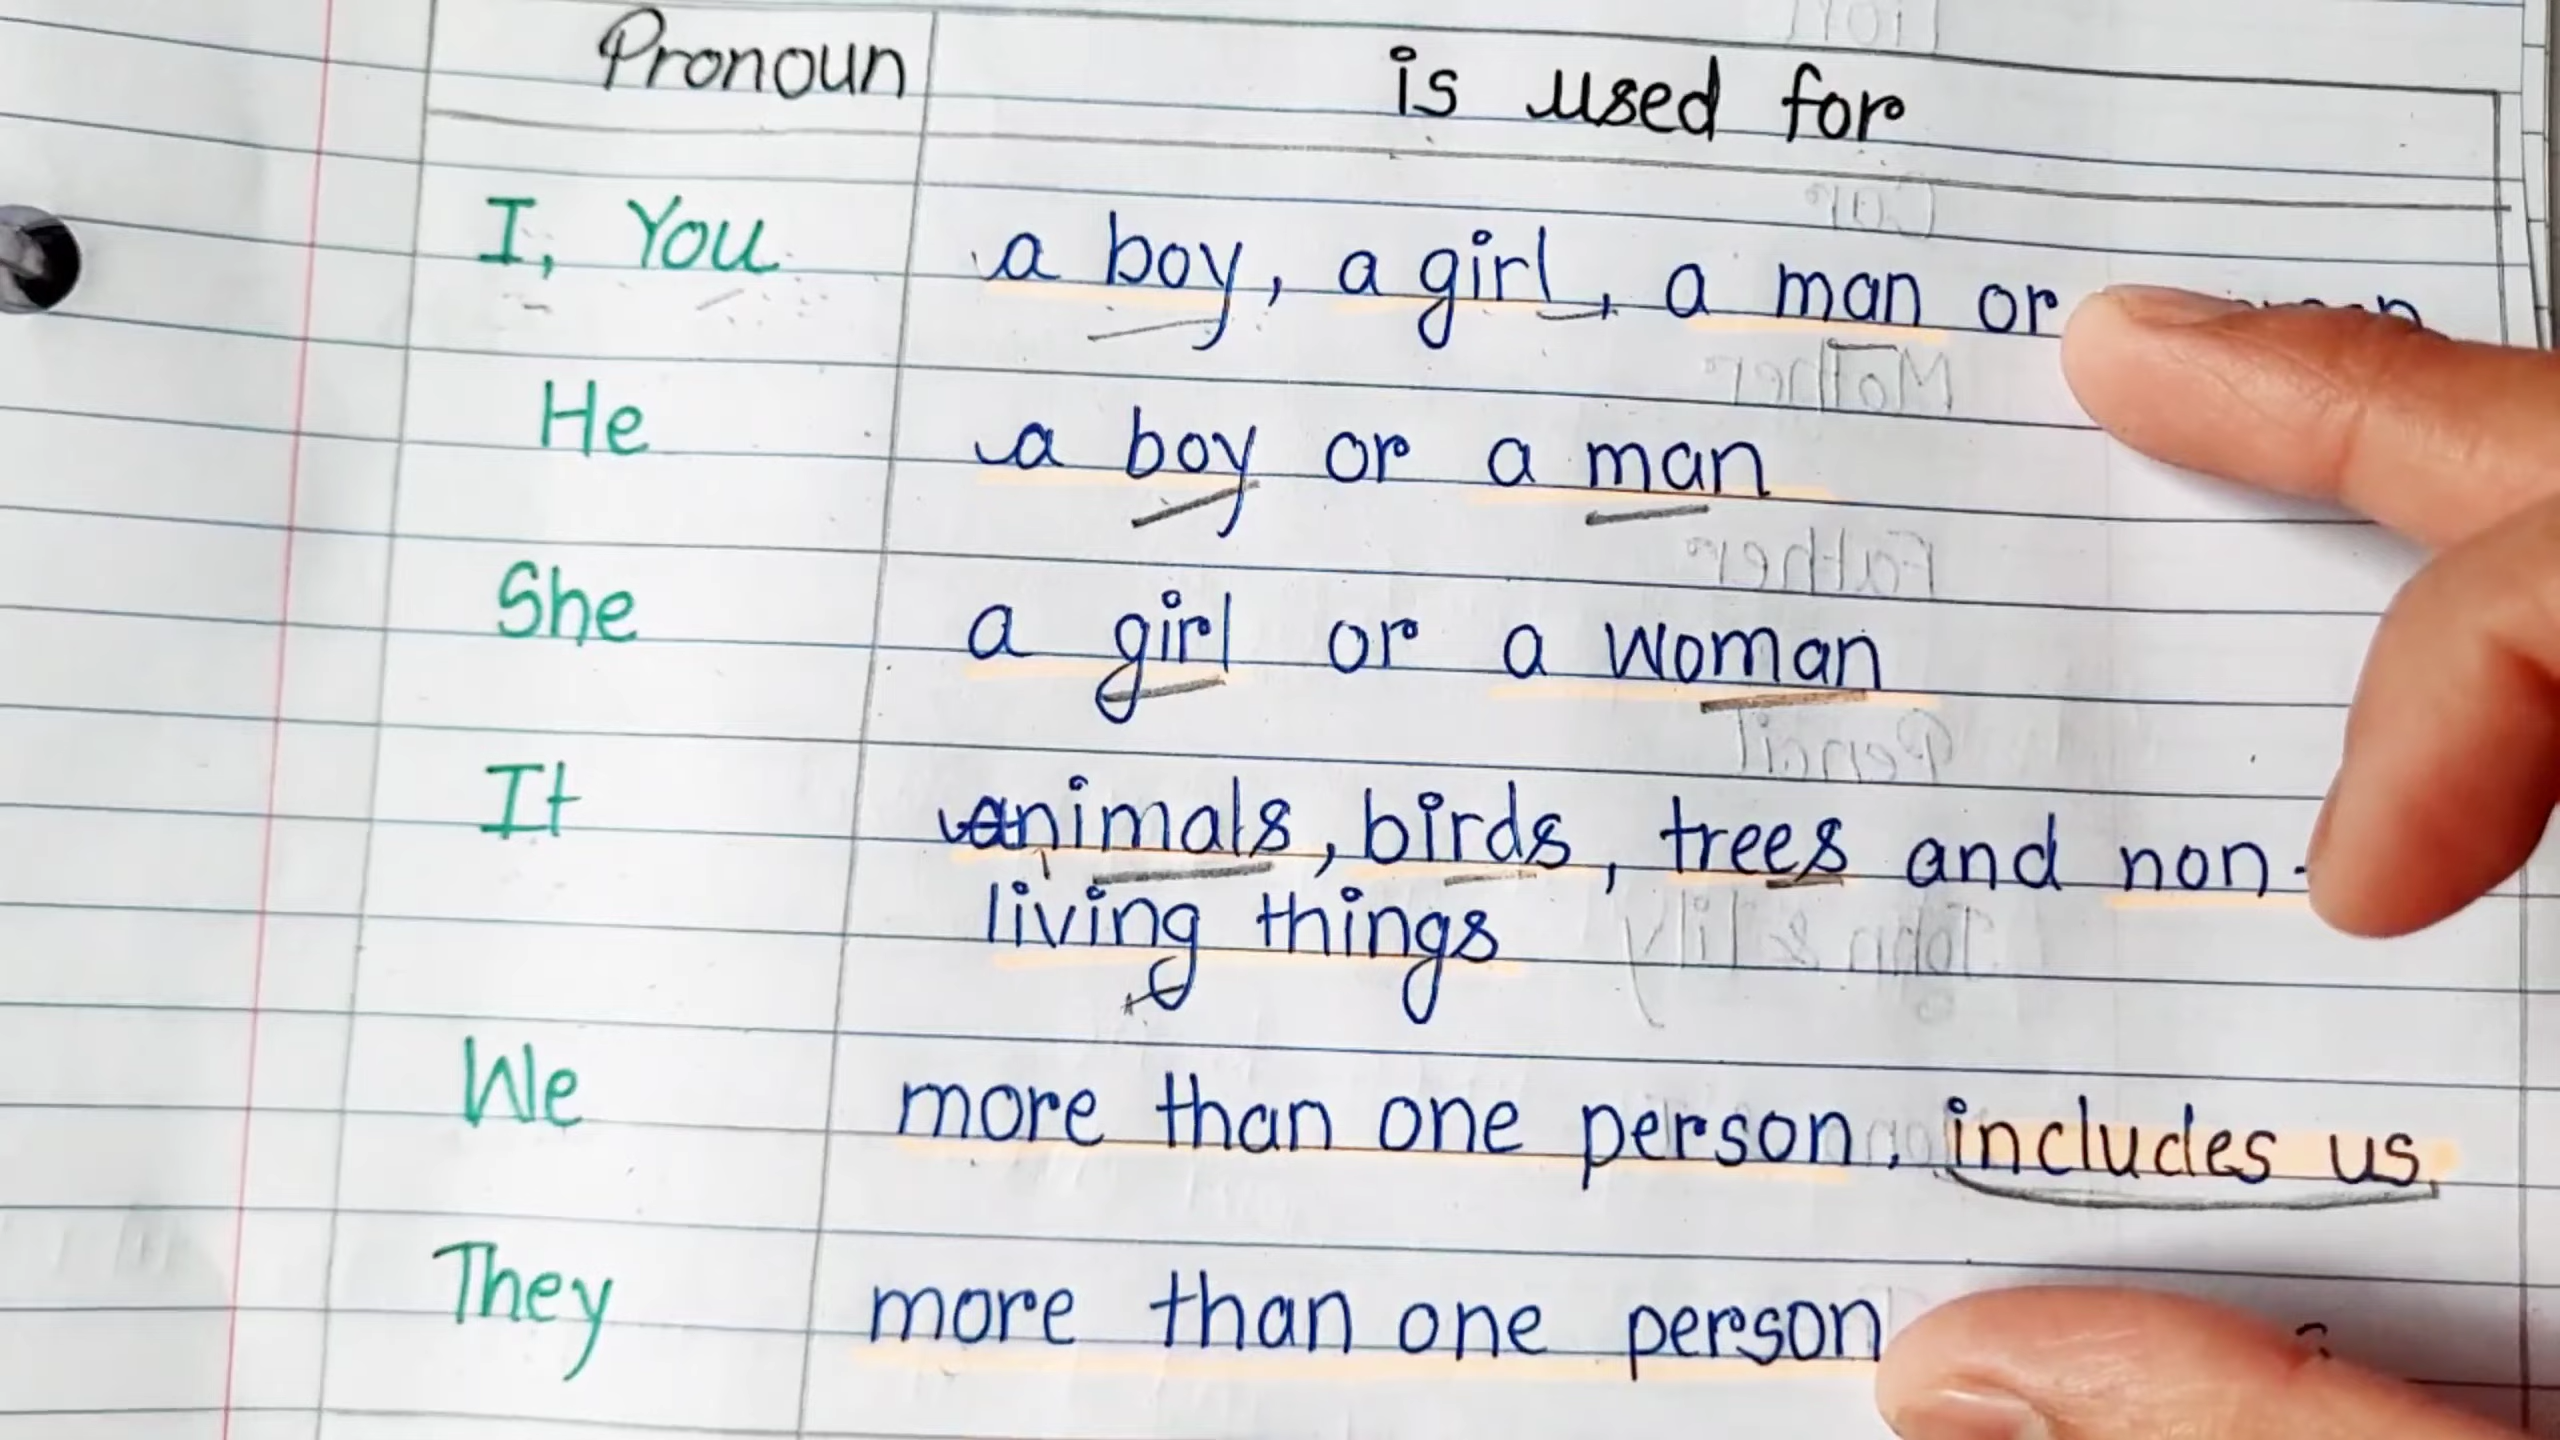 Pronoun is used for
I, You a boy, a girl, a man or
He a boy or a man
She a girl or a woman
It animals, birds, trees and non-
living things
We more than one person. includes us.
They more than one person